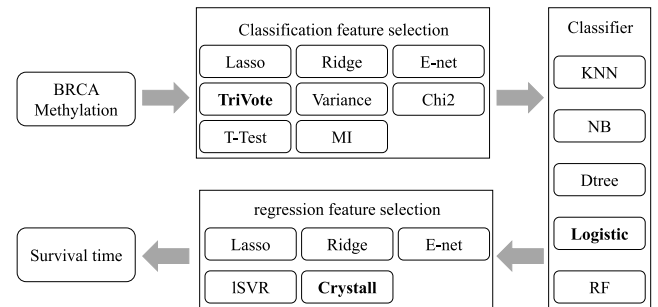 Classification feature selection
Lasso
Ridge
E-net
TriVote
Variance
Chi2
T-Test
MI
BRCA
Methylation
Classifier
KNN
NB
Dtree
Logistic
RF
regression feature selection
Lasso
Ridge
E-net
lSVR
Crystall
Survival time